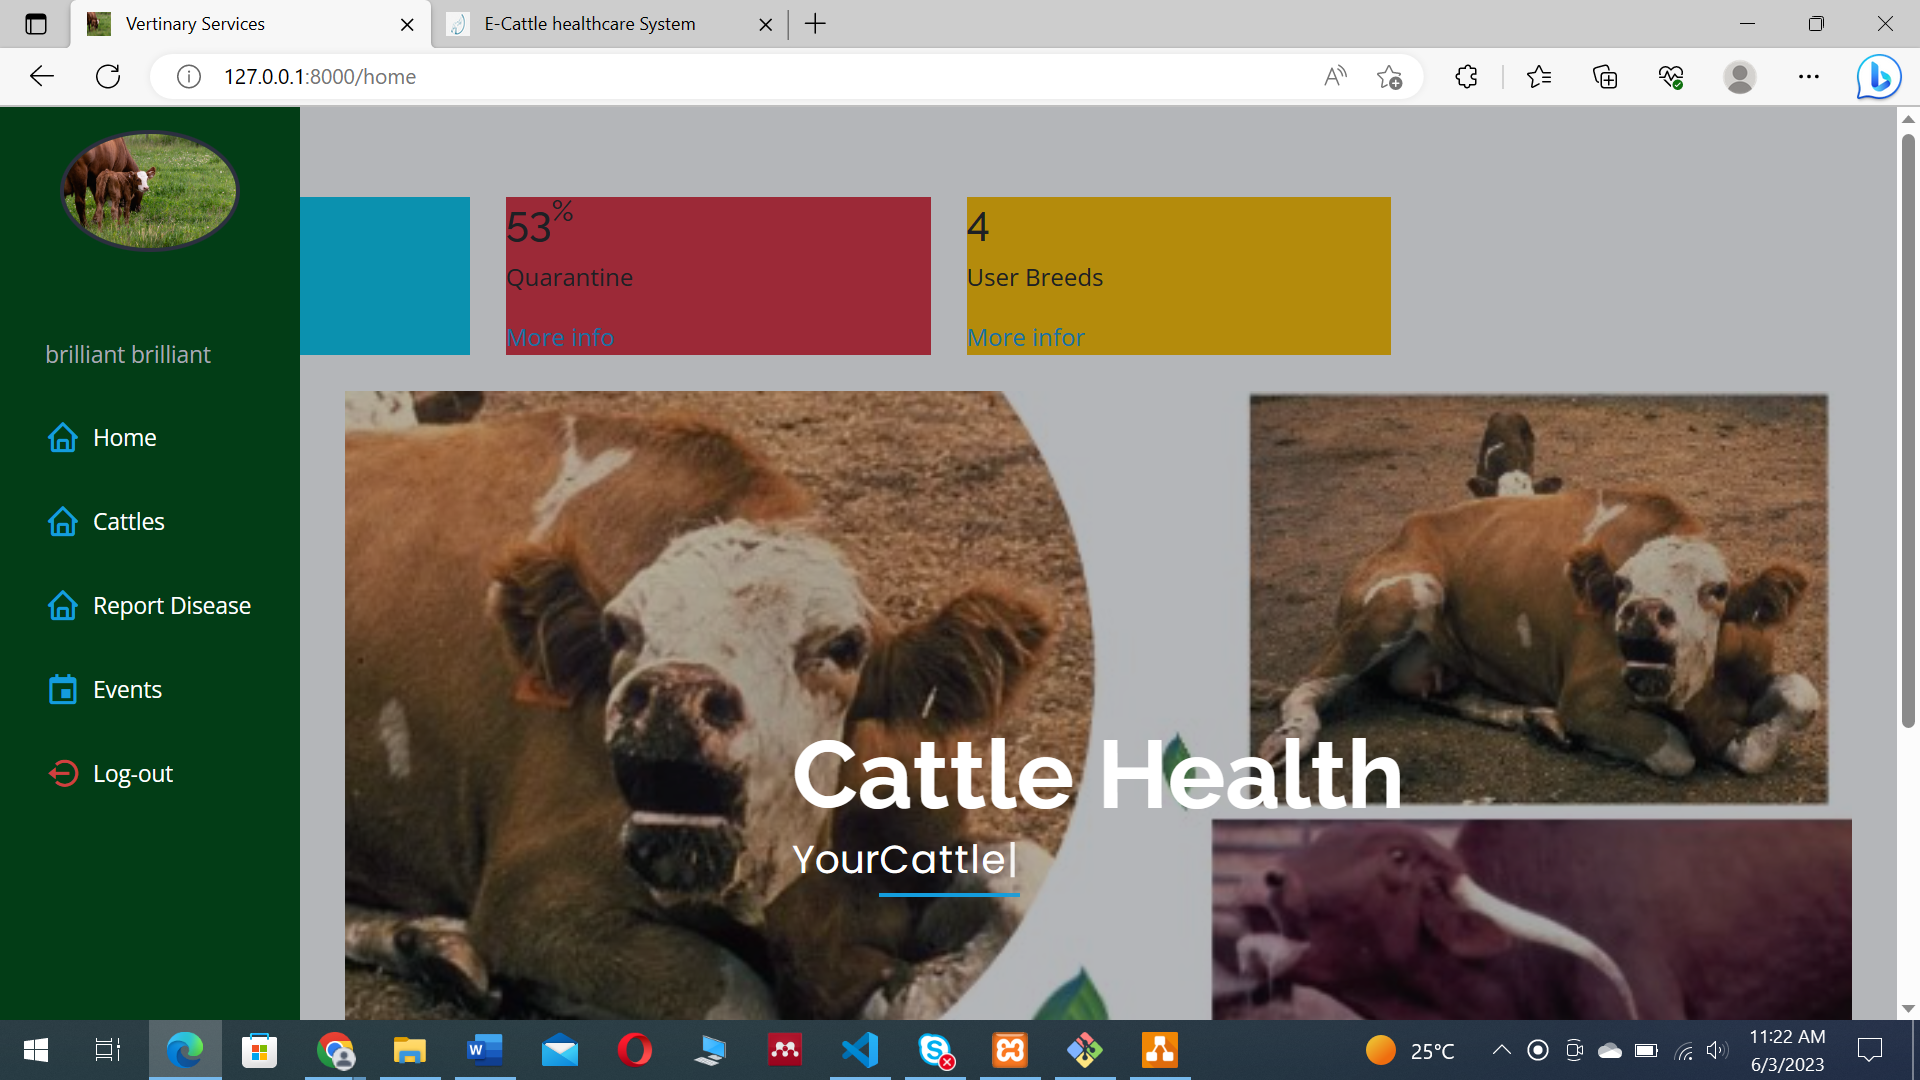 Vertinary Services
E-Cattle healthcare System
127.0.0.1:8000/home
53%
Quarantine
More info
4
User Breeds
More infor
brilliant brilliant
Home
Cattles
Report Disease
Events
Log-out
Cattle Health
YourCattle|
25°C
11:22 AM
6/3/2023